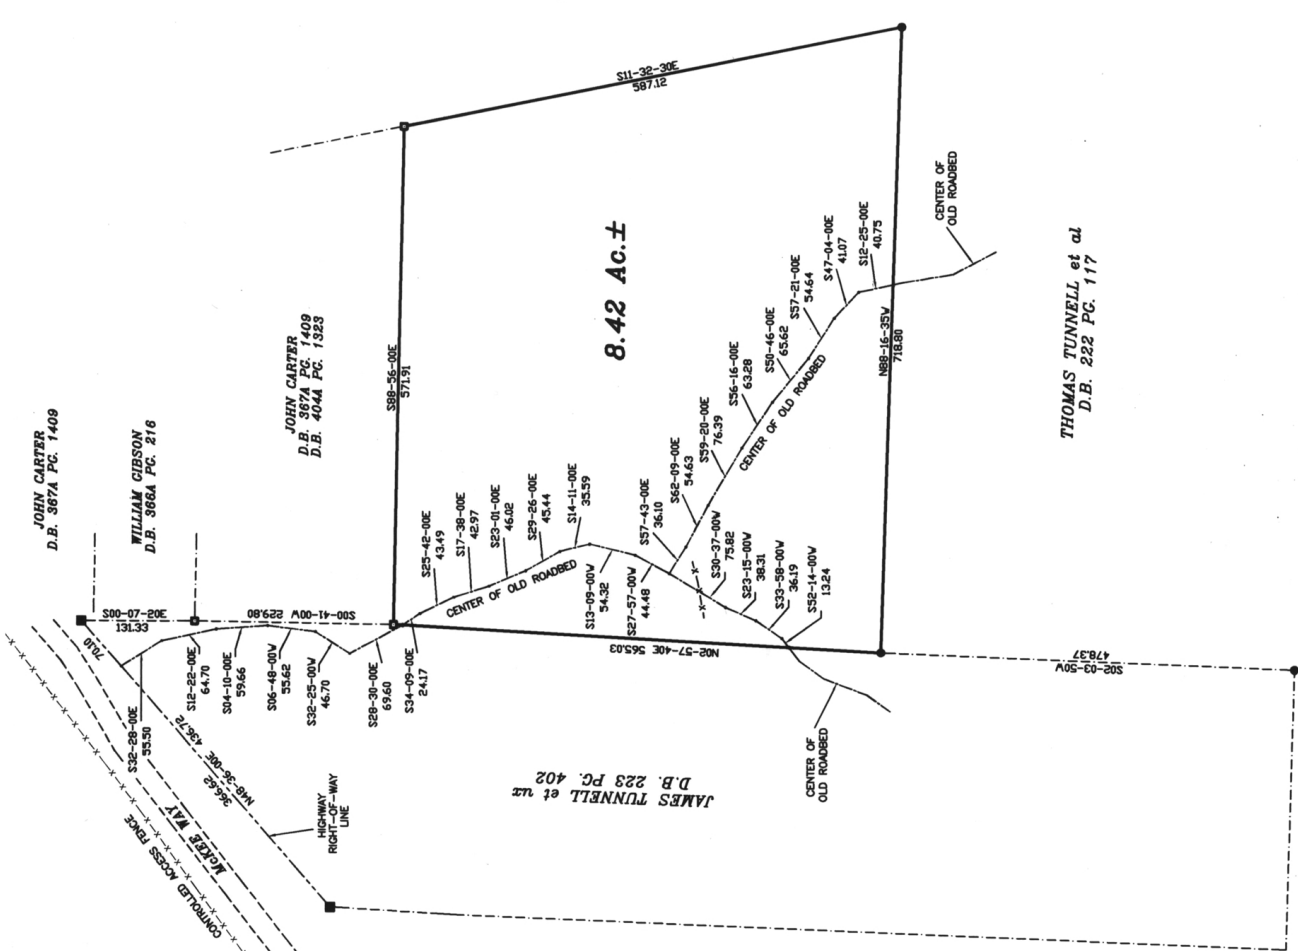 S11-32-30E
587.12
JOHN CARTER
D.B. 367A PG. 1409
WILLIAM GIBSON
D.B. 366A PG. 216
JOHN CARTER
D.B. 367A PG. 1409
D.B. 404A PG. 1323
S88-56-00E
571.91
8.42 Ac.±
CENTER OF
OLD ROADBED
S12-25-00E
40.75
S47-04-00E
41.07
S57-21-00E
54.64
S50-46-00E
65.62
S56-16-00E
63.28
S59-20-00E
76.39
S62-09-00E
54.63
S57-43-00E
36.10
CENTER OF OLD ROADBED
N88-16-35W
718.80
THOMAS TUNNELL et al
D.B. 222 PG. 117
S25-42-00E
43.49
S17-38-00E
42.97
S23-01-00E
46.02
S29-26-00E
45.44
S14-11-00E
35.59
CENTER OF OLD ROADBED
S13-09-00W
54.32
S27-57-00W
44.48
S30-37-00W
75.82
S23-15-00W
38.31
S33-58-00W
36.19
S52-14-00W
13.24
S00-07-30E
131.33
S00-41-00W 229.80
70.10
S32-28-00E
55.50
S12-22-00E
64.70
S04-10-00E
59.66
S06-48-00W
55.62
S32-25-00W
46.70
S28-30-00E
69.60
S34-09-00E
24.17
N02-57-40E 565.03
S02-03-50W
478.37
N48-36-00E 436.72
366.62
HIGHWAY
RIGHT-OF-WAY
LINE
McKEE WAY
CONTROLLED ACCESS FENCE
JAMES TUNNELL et ux
D.B. 223 PG. 402
CENTER OF
OLD ROADBED